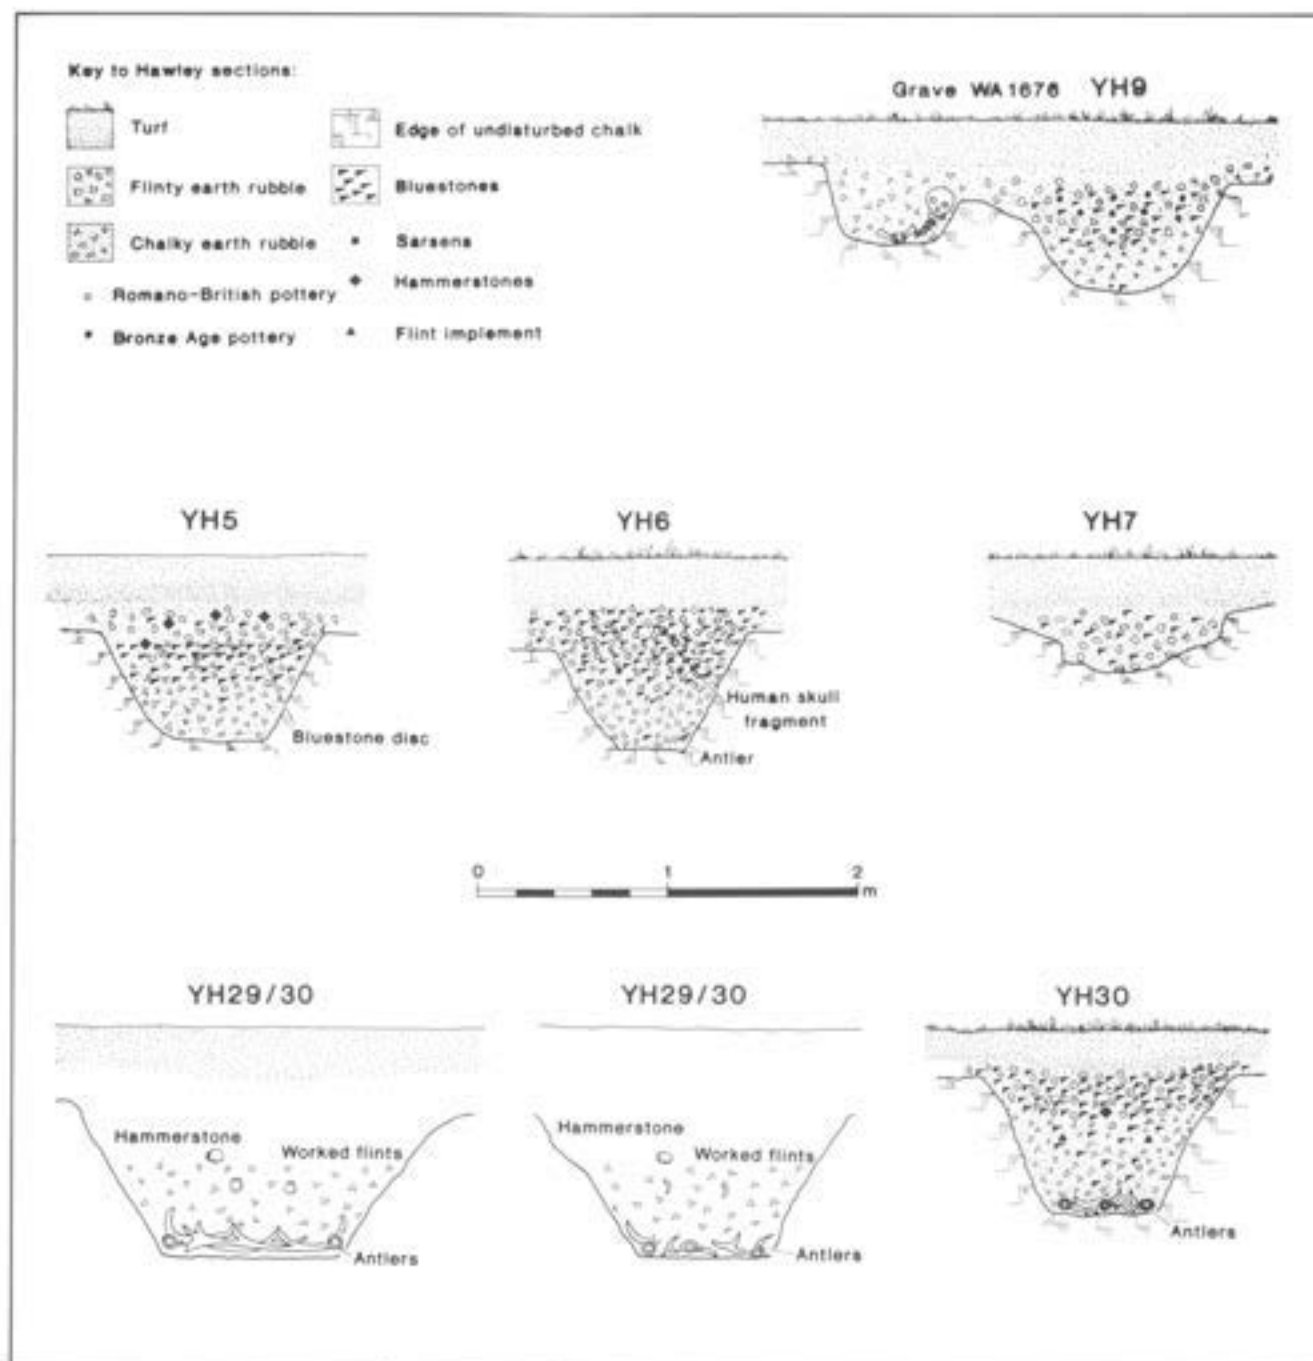 Key to Hawley sections:
Turf
Edge of undisturbed chalk
Flinty earth rubble
Bluestones
Chalky earth rubble
Sarsens
Romano-British pottery
Hammerstones
Bronze Age pottery
Flint implement
Grave WA1676 YH9
YH5
YH6
YH7
Bluestone disc
Human skull
fragment
Antler
0 1 2
m
YH29/30
YH29/30
YH30
Hammerstone
Worked flints
Antlers
Hammerstone
Worked flints
Antlers
Antlers